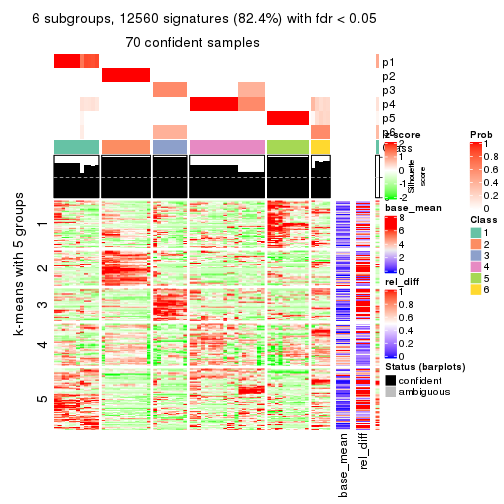 6 subgroups, 12560 signatures (82.4%) with fdr < 0.05
70 confident samples
p1
p2
p3
p4
p5
p6
Class
Silhouette
score
k-means with 5 groups
1
2
3
4
5
base_mean
rel_diff
z-score
2
1
0
-1
-2
base_mean
8
6
4
2
0
rel_diff
1
0.8
0.6
0.4
0.2
0
Status (barplots)
confident
ambiguous
Prob
1
0.8
0.6
0.4
0.2
0
Class
1
2
3
4
5
6